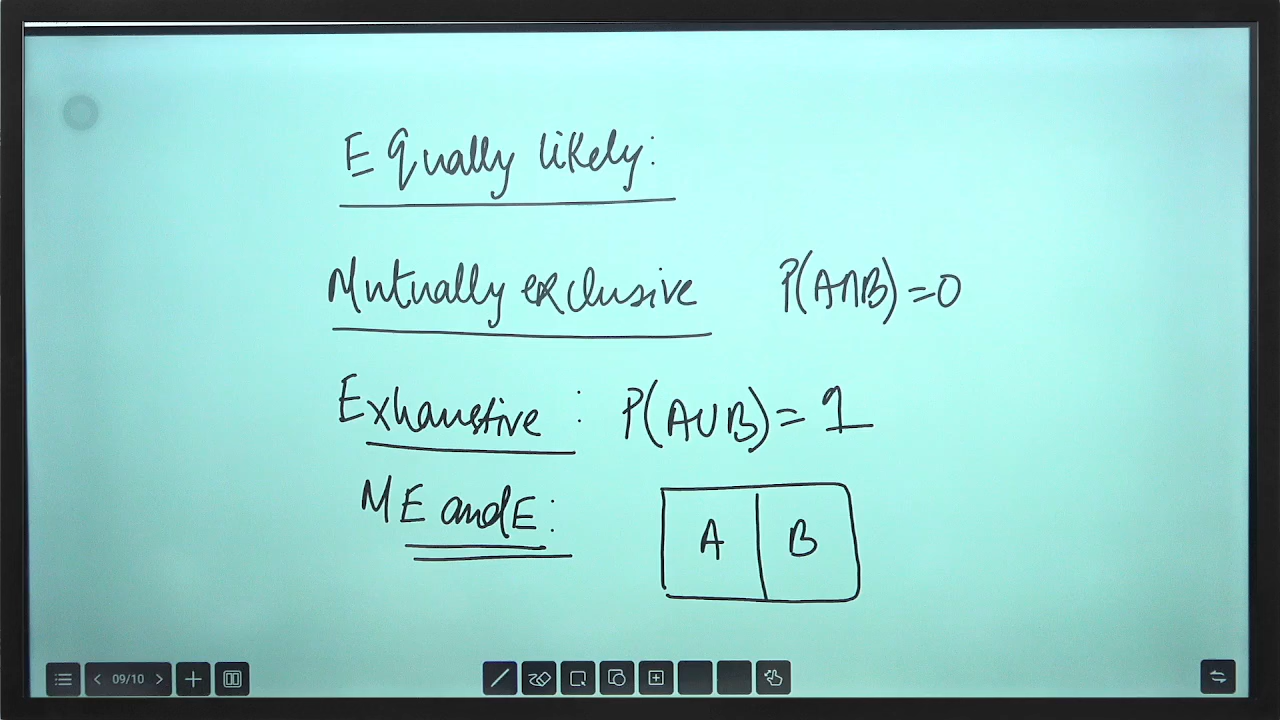 Equally likely:
Mutually exclusive P(A∩B)=0
Exhaustive : P(A∪B)=1
ME and E:
A B
09/10